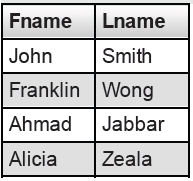 Fname Lname
John Smith
Franklin Wong
Ahmad Jabbar
Alicia Zeala